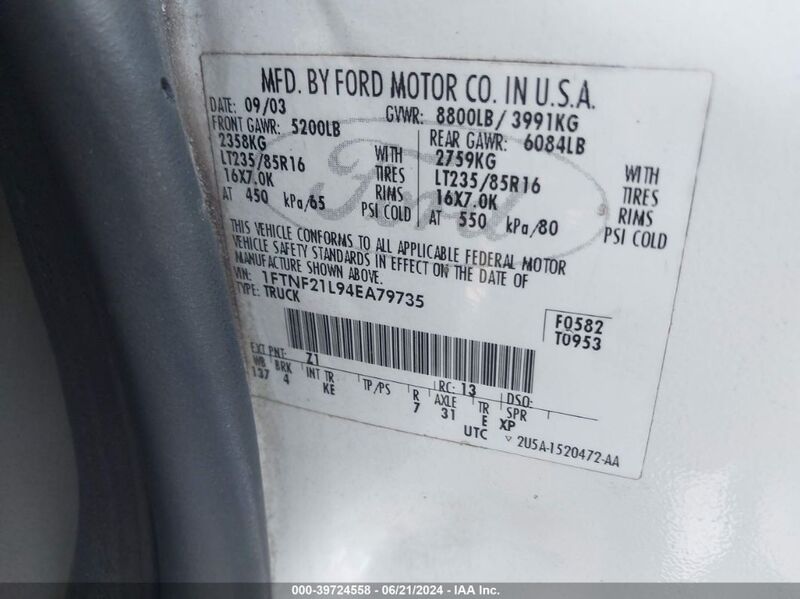 MFD. BY FORD MOTOR CO. IN U.S.A.
DATE: 09/03 GVWR: 8800LB/ 3991KG
FRONT GAWR: 5200LB REAR GAWR: 6084LB
2358KG WITH 2759KG WITH
LT235/85R16 TIRES LT235/85R16 TIRES
16X7.0K RIMS 16X7.0K RIMS
AT 450 kPa/65 PSI COLD AT 550 kPa/80 PSI COLD
Ford
THIS VEHICLE CONFORMS TO ALL APPLICABLE FEDERAL MOTOR
VEHICLE SAFETY STANDARDS IN EFFECT ON THE DATE OF
MANUFACTURE SHOWN ABOVE.
VIN: 1FTNF21L94EA79735
TYPE: TRUCK
F0582
T0953
EXT PNT: Z1 RC: 13 DSO:
WB BRK INT TR TP/PS R AXLE TR SPR
137 4 KE 7 31 E XP
UTC ▽ 2U5A-1520472-AA
000-39724558 - 06/21/2024 - IAA Inc.